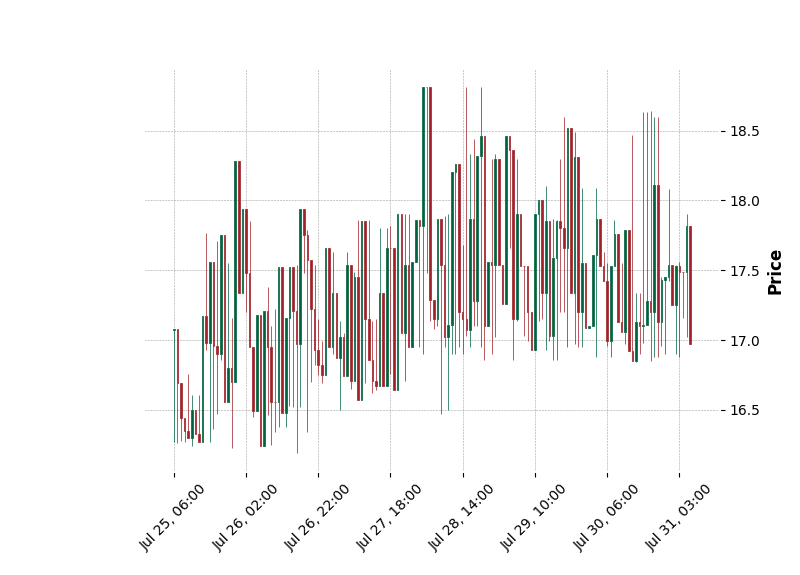 18.5
18.0
17.5
17.0
16.5
Price
Jul 25, 06:00
Jul 26, 02:00
Jul 26, 22:00
Jul 27, 18:00
Jul 28, 14:00
Jul 29, 10:00
Jul 30, 06:00
Jul 31, 03:00